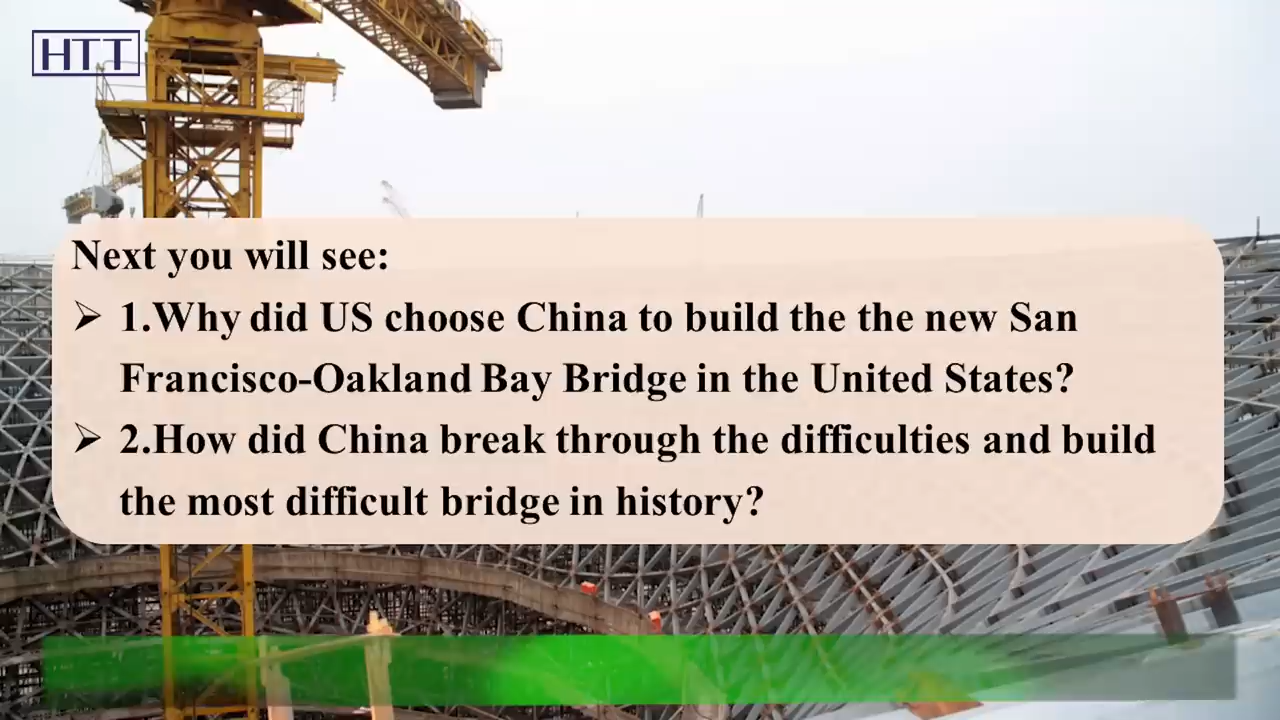 HTT
Next you will see:
➢ 1.Why did US choose China to build the the new San
Francisco-Oakland Bay Bridge in the United States?
➢ 2.How did China break through the difficulties and build
the most difficult bridge in history?